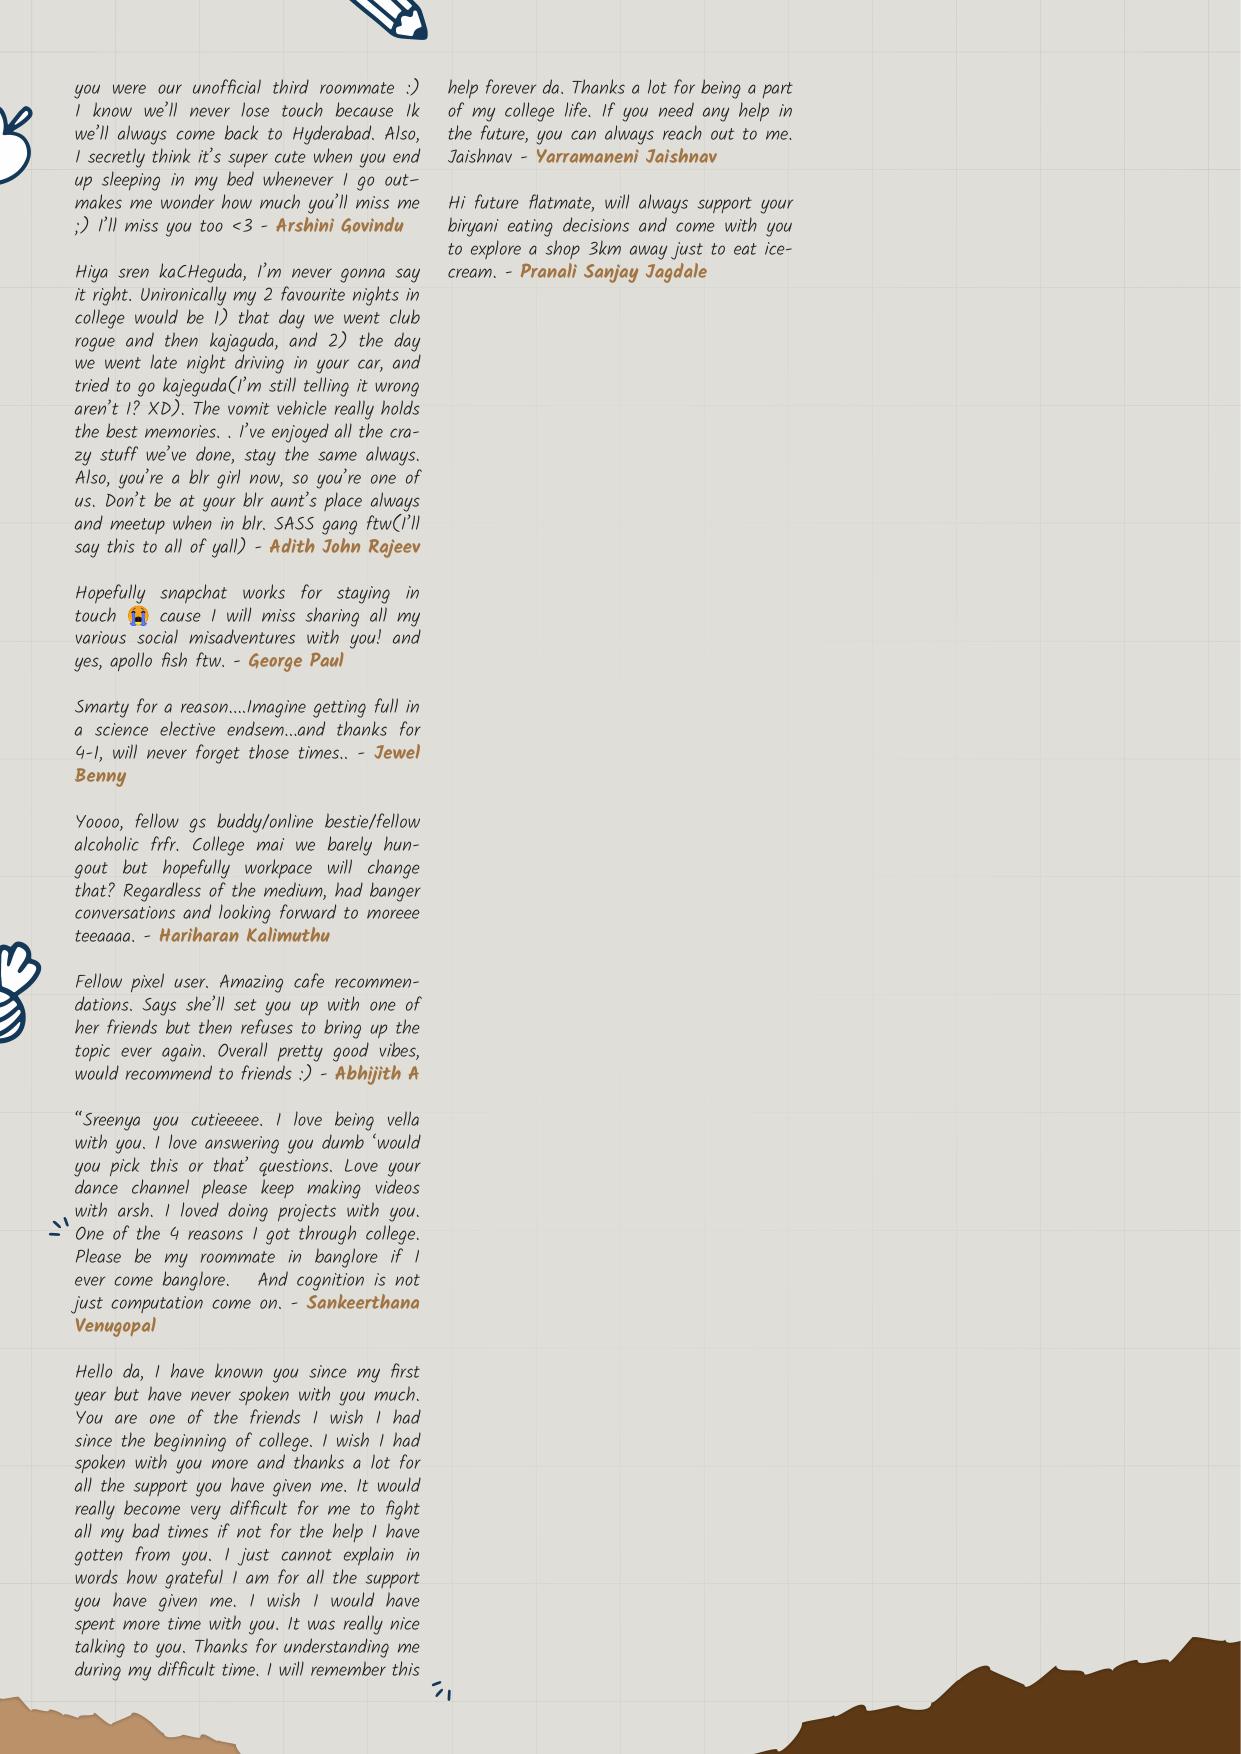 you were our unofficial third roommate :)
I know we'll never lose touch because Ik
we'll always come back to Hyderabad. Also,
I secretly think it's super cute when you end
up sleeping in my bed whenever I go out–
makes me wonder how much you'll miss me
;) I'll miss you too <3 - Arshini Govindu
Hiya sren kaCHeguda, I'm never gonna say
it right. Unironically my 2 favourite nights in
college would be 1) that day we went club
rogue and then kajaguda, and 2) the day
we went late night driving in your car, and
tried to go kajeguda(I'm still telling it wrong
aren't I? XD). The vomit vehicle really holds
the best memories. . I've enjoyed all the cra-
zy stuff we've done, stay the same always.
Also, you're a blr girl now, so you're one of
us. Don't be at your blr aunt's place always
and meetup when in blr. SASS gang ftw(I'll
say this to all of yall) - Adith John Rajeev
Hopefully snapchat works for staying in
touch 😭 cause I will miss sharing all my
various social misadventures with you! and
yes, apollo fish ftw. - George Paul
Smarty for a reason....Imagine getting full in
a science elective endsem...and thanks for
4-1, will never forget those times.. - Jewel
Benny
Yoooo, fellow gs buddy/online bestie/fellow
alcoholic frfr. College mai we barely hun-
gout but hopefully workpace will change
that? Regardless of the medium, had banger
conversations and looking forward to moreee
teeaaaa. - Hariharan Kalimuthu
Fellow pixel user. Amazing cafe recommen-
dations. Says she'll set you up with one of
her friends but then refuses to bring up the
topic ever again. Overall pretty good vibes,
would recommend to friends :) - Abhijith A
“Sreenya you cutieeeee. I love being vella
with you. I love answering you dumb ‘would
you pick this or that’ questions. Love your
dance channel please keep making videos
with arsh. I loved doing projects with you.
One of the 4 reasons I got through college.
Please be my roommate in banglore if I
ever come banglore. And cognition is not
just computation come on. - Sankeerthana
Venugopal
Hello da, I have known you since my first
year but have never spoken with you much.
You are one of the friends I wish I had
since the beginning of college. I wish I had
spoken with you more and thanks a lot for
all the support you have given me. It would
really become very difficult for me to fight
all my bad times if not for the help I have
gotten from you. I just cannot explain in
words how grateful I am for all the support
you have given me. I wish I would have
spent more time with you. It was really nice
talking to you. Thanks for understanding me
during my difficult time. I will remember this
help forever da. Thanks a lot for being a part
of my college life. If you need any help in
the future, you can always reach out to me.
Jaishnav - Yarramaneni Jaishnav
Hi future flatmate, will always support your
biryani eating decisions and come with you
to explore a shop 3km away just to eat ice-
cream. - Pranali Sanjay Jagdale